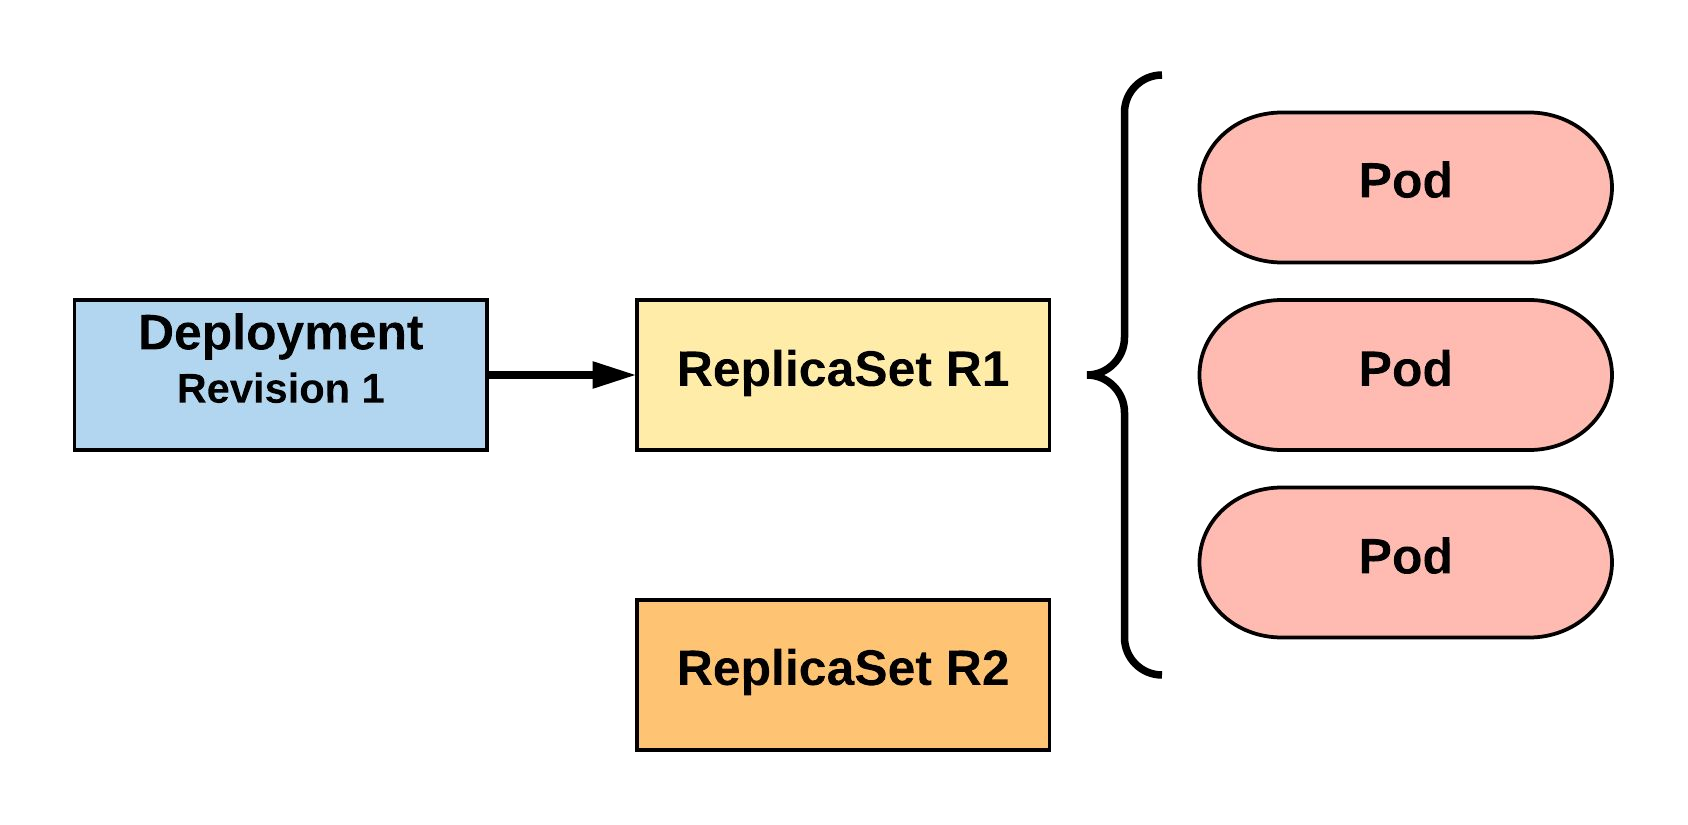 Deployment
Revision 1
ReplicaSet R1
ReplicaSet R2
Pod
Pod
Pod